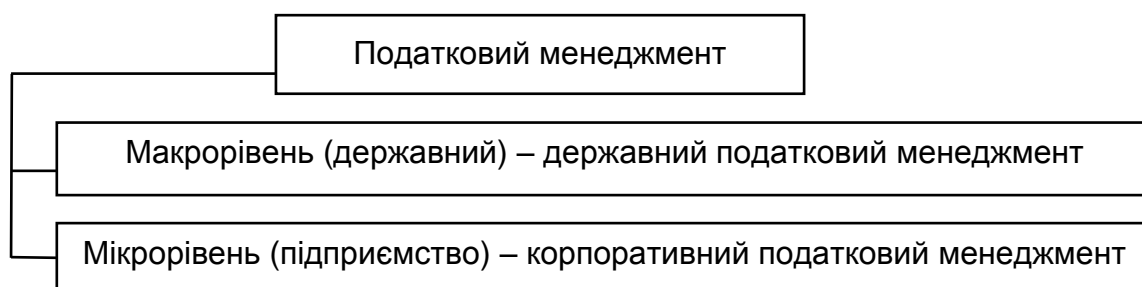 Податковий менеджмент
Макрорівень (державний) – державний податковий менеджмент
Мікрорівень (підприємство) – корпоративний податковий менеджмент